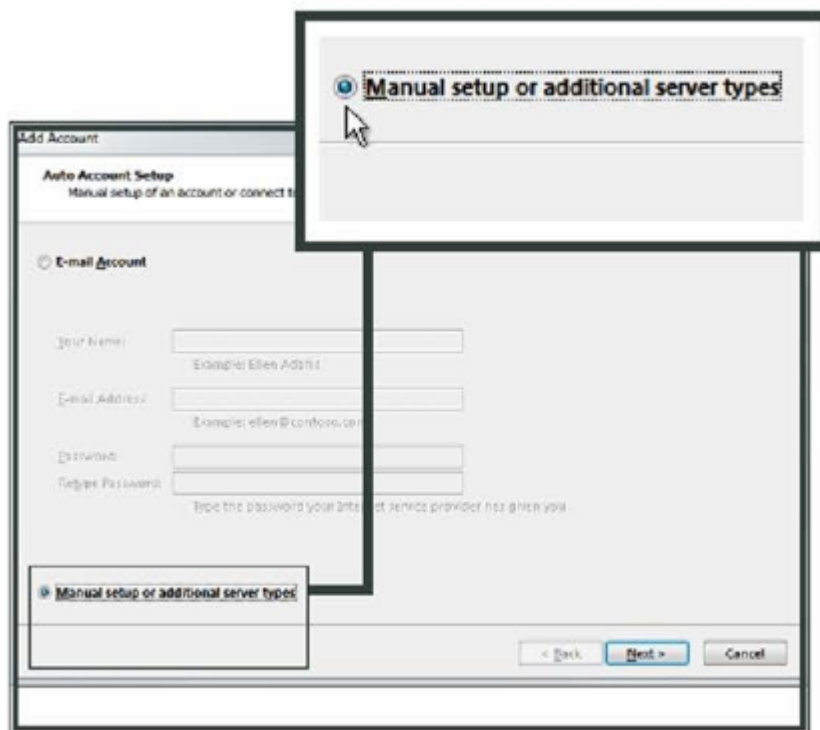 Manual setup or additional server types
Add Account
Auto Account Setup
Manual setup of an account or connect t
E-mail Account
Your Name:
Example: Ellen Adams
E-mail Address:
Example: ellen@contoso.com
Password:
Retype Password:
Type the password your Internet service provider has given you
Manual setup or additional server types
< Back
Next >
Cancel